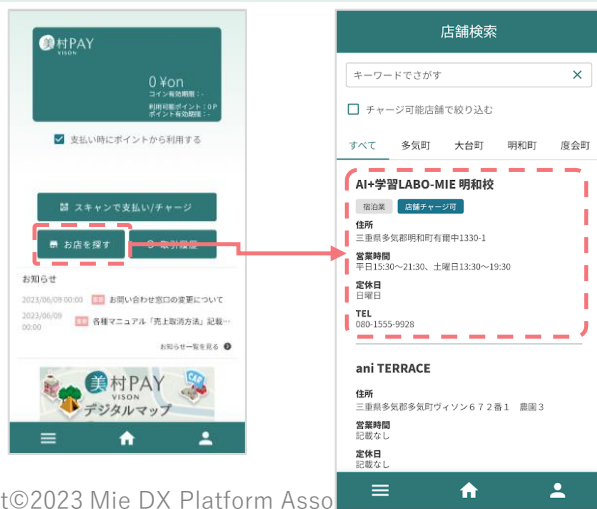 美村PAY
VISON
0 ¥on
コイン有効期限：-
利用可能ポイント：0P
ポイント有効期限：-
支払い時にポイントから利用する
スキャンで支払い/チャージ
お店を探す
取引履歴
お知らせ
2023/06/09 00:00 重要 お問い合わせ窓口の変更について
2023/06/09
00:00
重要 各種マニュアル「売上取消方法」記載…
お知らせ一覧を見る
美村PAY
VISON
デジタルマップ
店舗検索
キーワードでさがす
チャージ可能店舗で絞り込む
すべて 多気町 大台町 明和町 度会町
AI+学習LABO-MIE 明和校
宿泊業 店舗チャージ可
住所
三重県多気郡明和町有爾中1330-1
営業時間
平日15:30〜21:30、土曜日13:30〜19:30
定休日
日曜日
TEL
080-1555-9928
ani TERRACE
住所
三重県多気郡多気町ヴィソン６７２番１ 農園３
営業時間
記載なし
定休日
記載なし
t©2023 Mie DX Platform Asso